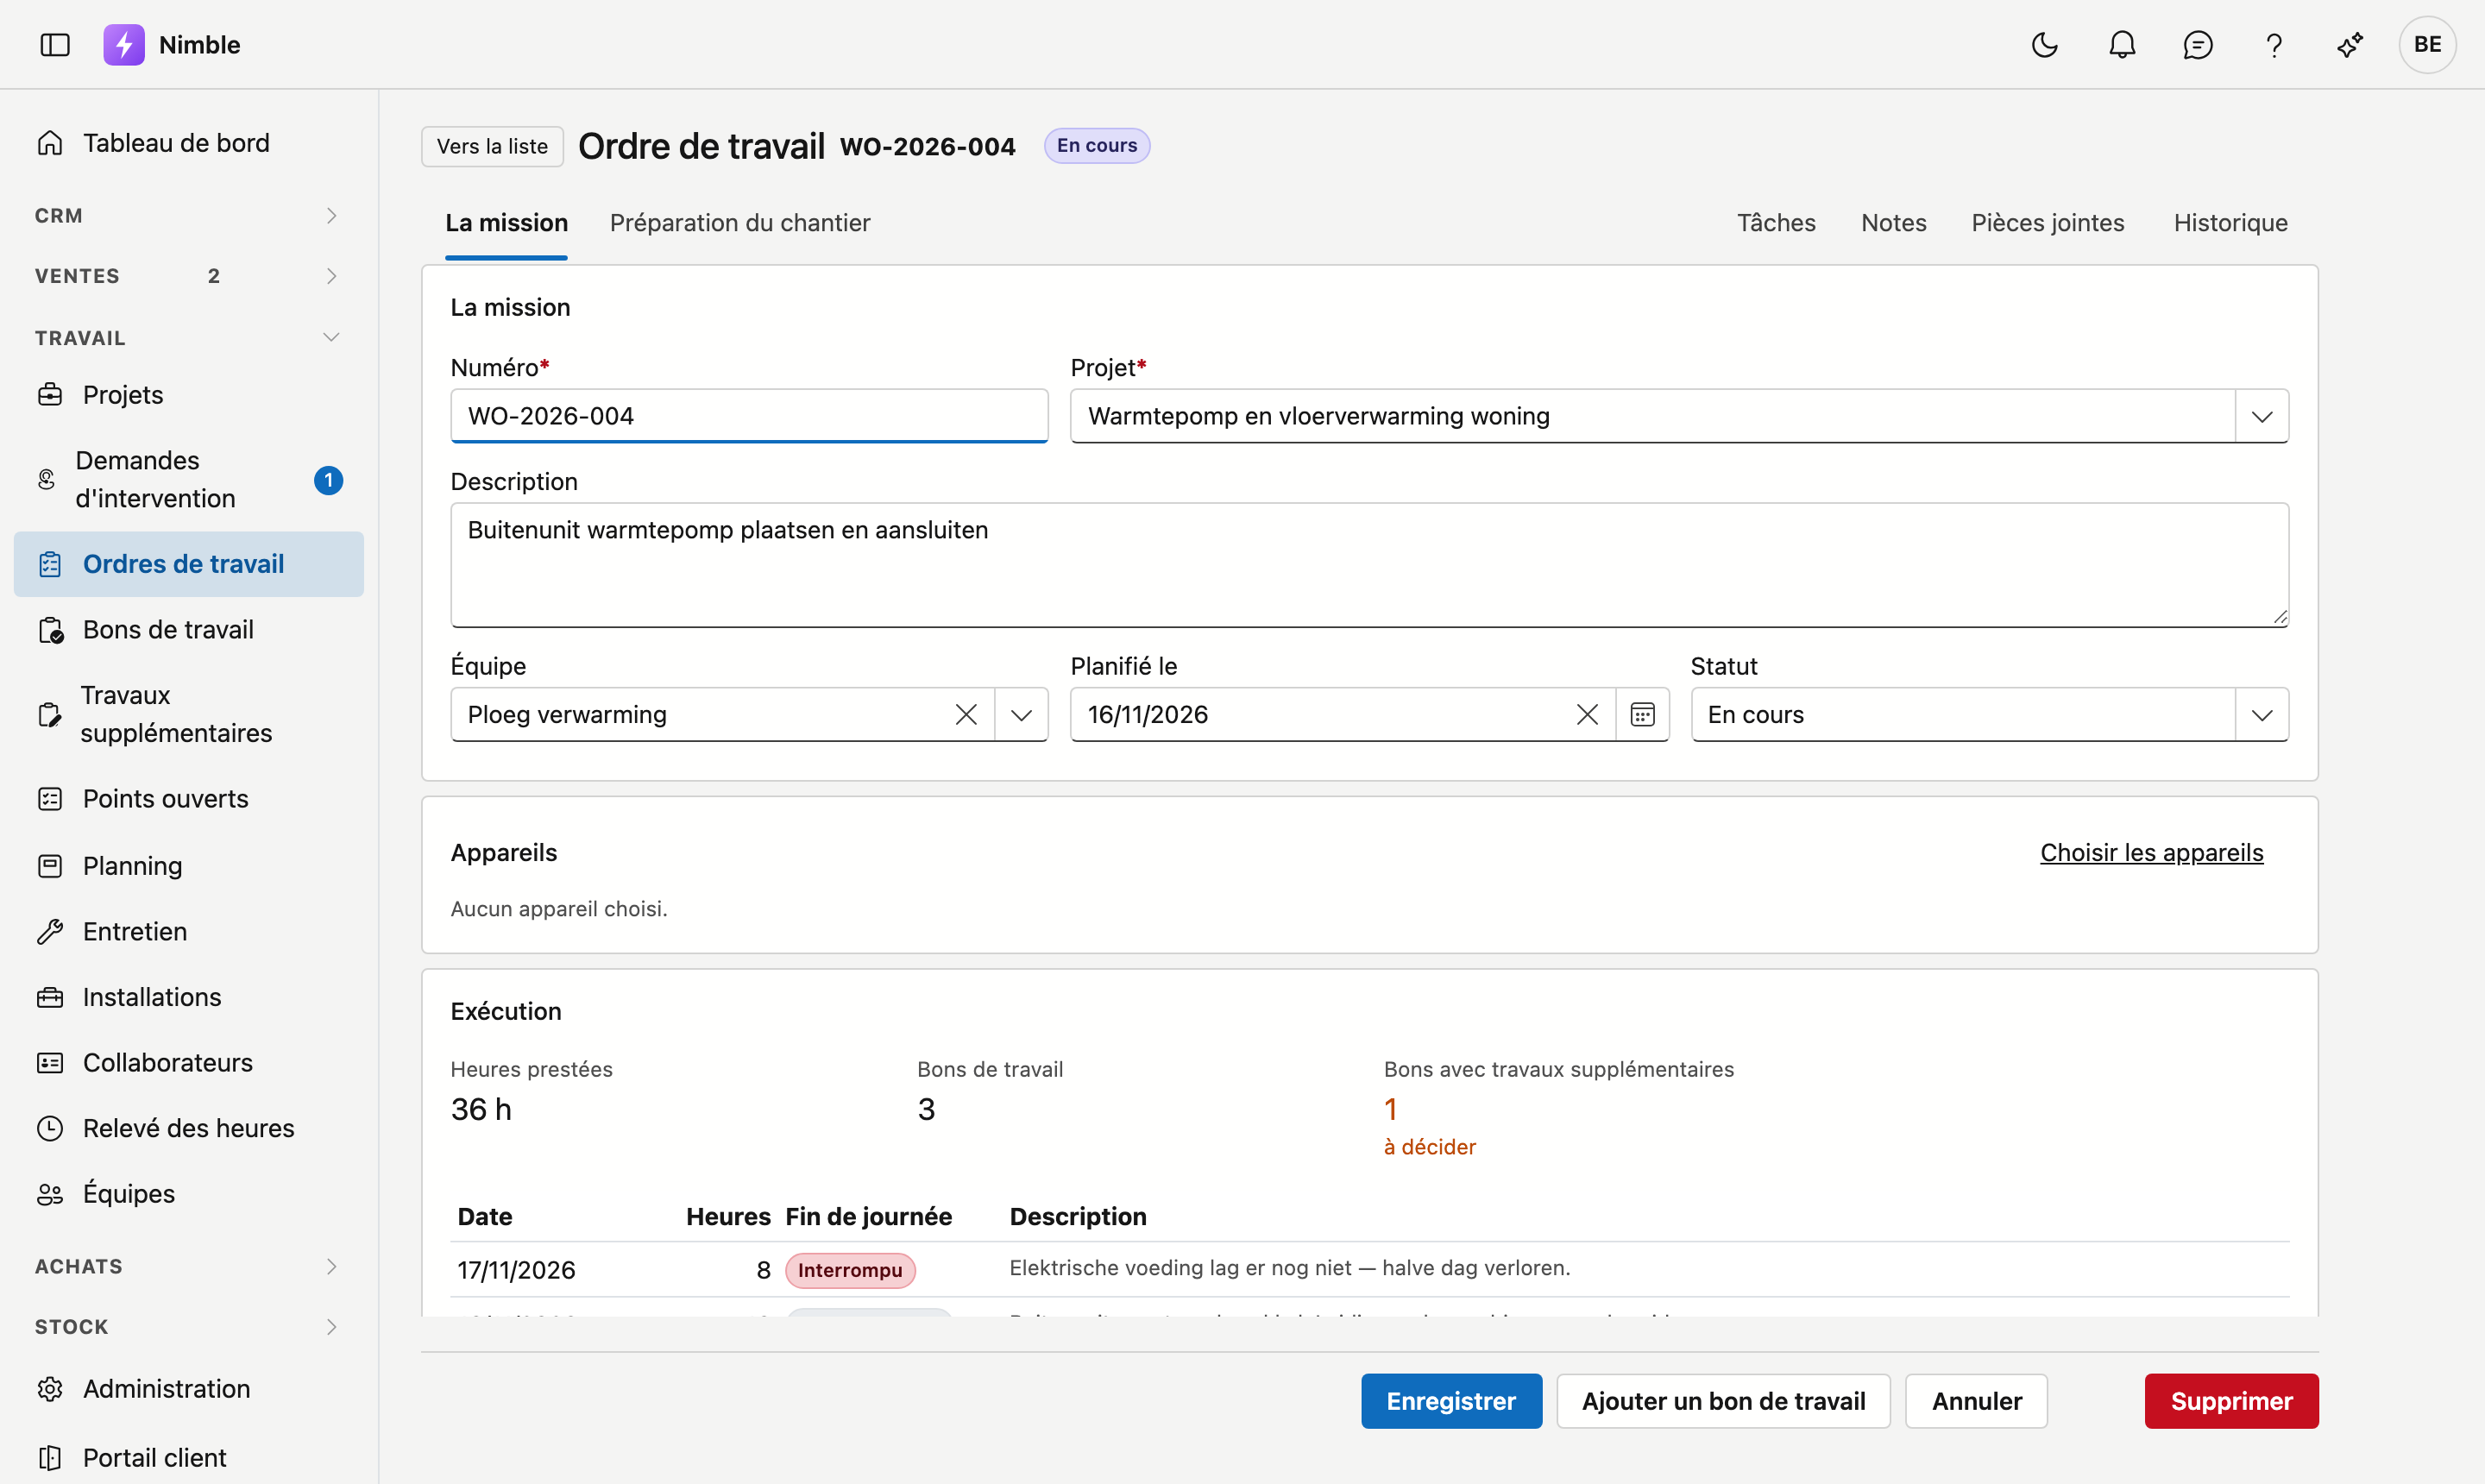 Nimble
BE
Tableau de bord
CRM
VENTES 2
TRAVAIL
Projets
Demandes
d'intervention
1
Ordres de travail
Bons de travail
Travaux
supplémentaires
Points ouverts
Planning
Entretien
Installations
Collaborateurs
Relevé des heures
Équipes
ACHATS
STOCK
Administration
Portail client
Vers la liste Ordre de travail WO-2026-004 En cours
La mission Préparation du chantier Tâches Notes Pièces jointes Historique
La mission
Numéro* Projet*
WO-2026-004 Warmtepomp en vloerverwarming woning
Description
Buitenunit warmtepomp plaatsen en aansluiten
Équipe Planifié le Statut
Ploeg verwarming 16/11/2026 En cours
Appareils Choisir les appareils
Aucun appareil choisi.
Exécution
Heures prestées Bons de travail Bons avec travaux supplémentaires
36 h 3 1
à décider
Date Heures Fin de journée Description
17/11/2026 8 Interrompu Elektrische voeding lag er nog niet — halve dag verloren.
Enregistrer Ajouter un bon de travail Annuler Supprimer